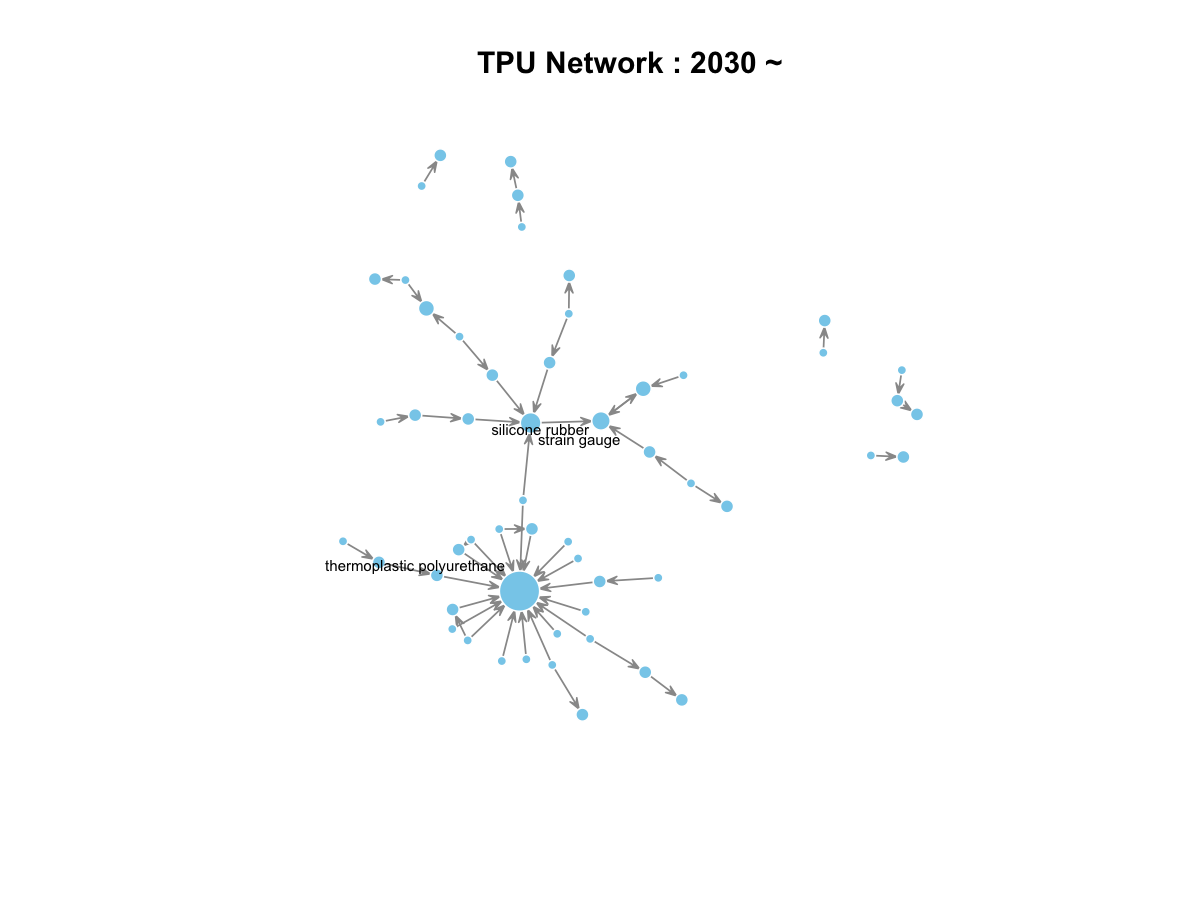 TPU Network : 2030 ~
silicone rubber
strain gauge
thermoplastic polyurethane